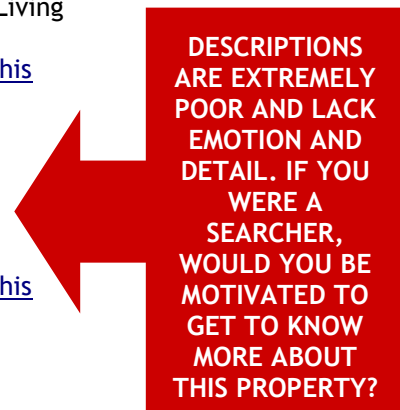 Living
his
his
DESCRIPTIONS
ARE EXTREMELY
POOR AND LACK
EMOTION AND
DETAIL. IF YOU
WERE A
SEARCHER,
WOULD YOU BE
MOTIVATED TO
GET TO KNOW
MORE ABOUT
THIS PROPERTY?